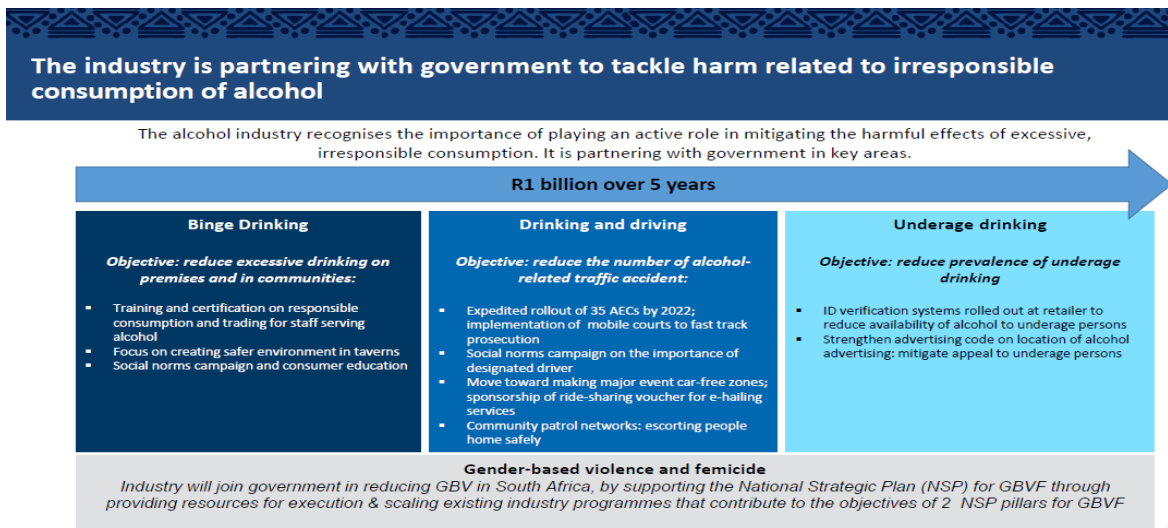 The industry is partnering with government to tackle harm related to irresponsible
consumption of alcohol
The alcohol industry recognises the importance of playing an active role in mitigating the harmful effects of excessive,
irresponsible consumption. It is partnering with government in key areas.
R1 billion over 5 years
Binge Drinking
Objective: reduce excessive drinking on
premises and in communities:
▪ Training and certification on responsible
consumption and trading for staff serving
alcohol
▪ Focus on creating safer environment in taverns
▪ Social norms campaign and consumer education
Drinking and driving
Objective: reduce the number of alcohol-
related traffic accident:
▪ Expedited rollout of 35 AECs by 2022;
implementation of mobile courts to fast track
prosecution
▪ Social norms campaign on the importance of
designated driver
▪ Move toward making major event car-free zones;
sponsorship of ride-sharing voucher for e-hailing
services
▪ Community patrol networks: escorting people
home safely
Underage drinking
Objective: reduce prevalence of underage
drinking
▪ ID verification systems rolled out at retailer to
reduce availability of alcohol to underage persons
▪ Strengthen advertising code on location of alcohol
advertising: mitigate appeal to underage persons
Gender-based violence and femicide
Industry will join government in reducing GBV in South Africa, by supporting the National Strategic Plan (NSP) for GBVF through
providing resources for execution & scaling existing industry programmes that contribute to the objectives of 2 NSP pillars for GBVF